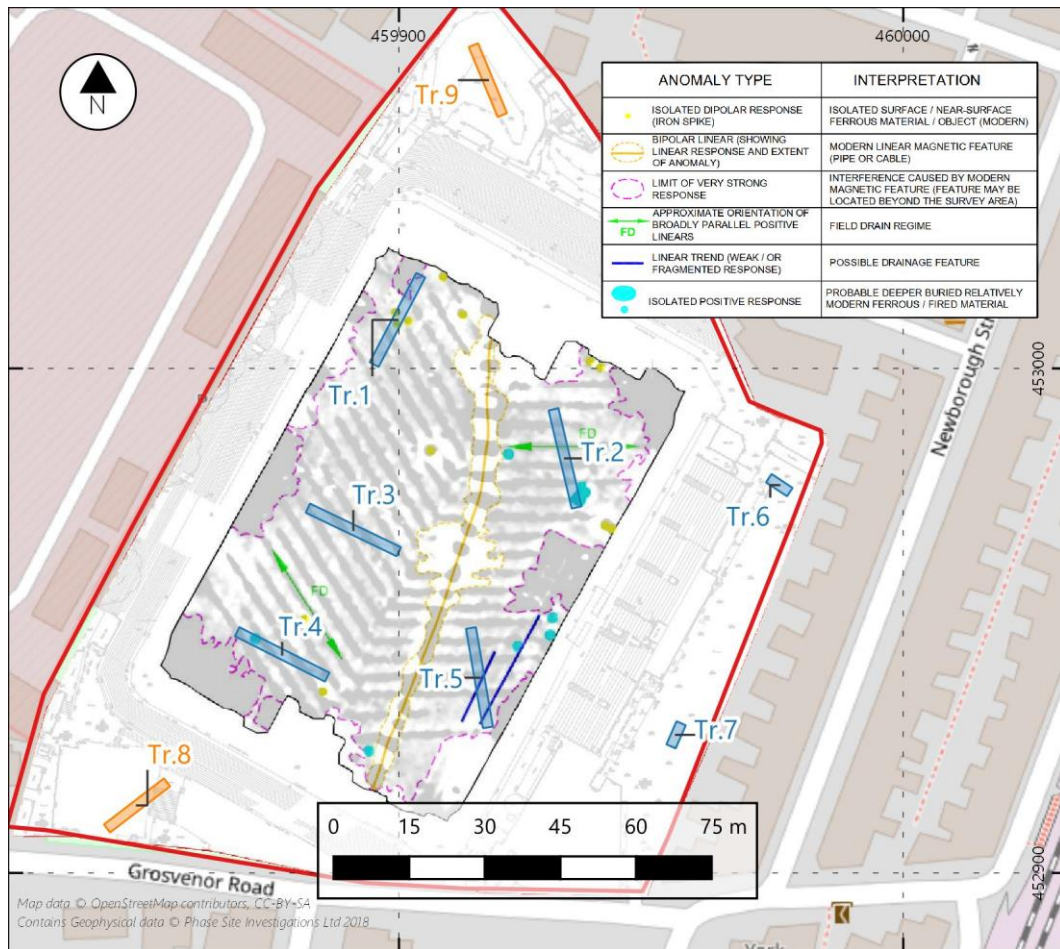 459900
460000
N
Tr.9
ANOMALY TYPE
INTERPRETATION
ISOLATED DIPOLAR RESPONSE
(IRON SPIKE)
ISOLATED SURFACE / NEAR-SURFACE
FERROUS MATERIAL / OBJECT (MODERN)
BIPOLAR LINEAR (SHOWING
LINEAR RESPONSE AND EXTENT
OF ANOMALY)
MODERN LINEAR MAGNETIC FEATURE
(PIPE OR CABLE)
LIMIT OF VERY STRONG
RESPONSE
INTERFERENCE CAUSED BY MODERN
MAGNETIC FEATURE (FEATURE MAY BE
LOCATED BEYOND THE SURVEY AREA)
APPROXIMATE ORIENTATION OF
BROADLY PARALLEL POSITIVE
LINEARS
FD
FIELD DRAIN REGIME
LINEAR TREND (WEAK / OR
FRAGMENTED RESPONSE)
POSSIBLE DRAINAGE FEATURE
ISOLATED POSITIVE RESPONSE
PROBABLE DEEPER BURIED RELATIVELY
MODERN FERROUS / FIRED MATERIAL
Newborough Str
453000
Tr.1
FD
Tr.2
Tr.3
Tr.6
FD
Tr.4
Tr.5
Tr.7
Tr.8
0 15 30 45 60 75 m
452900
Grosvenor Road
Map data © OpenStreetMap contributors, CC-BY-SA
Contains Geophysical data © Phase Site Investigations Ltd 2018
York